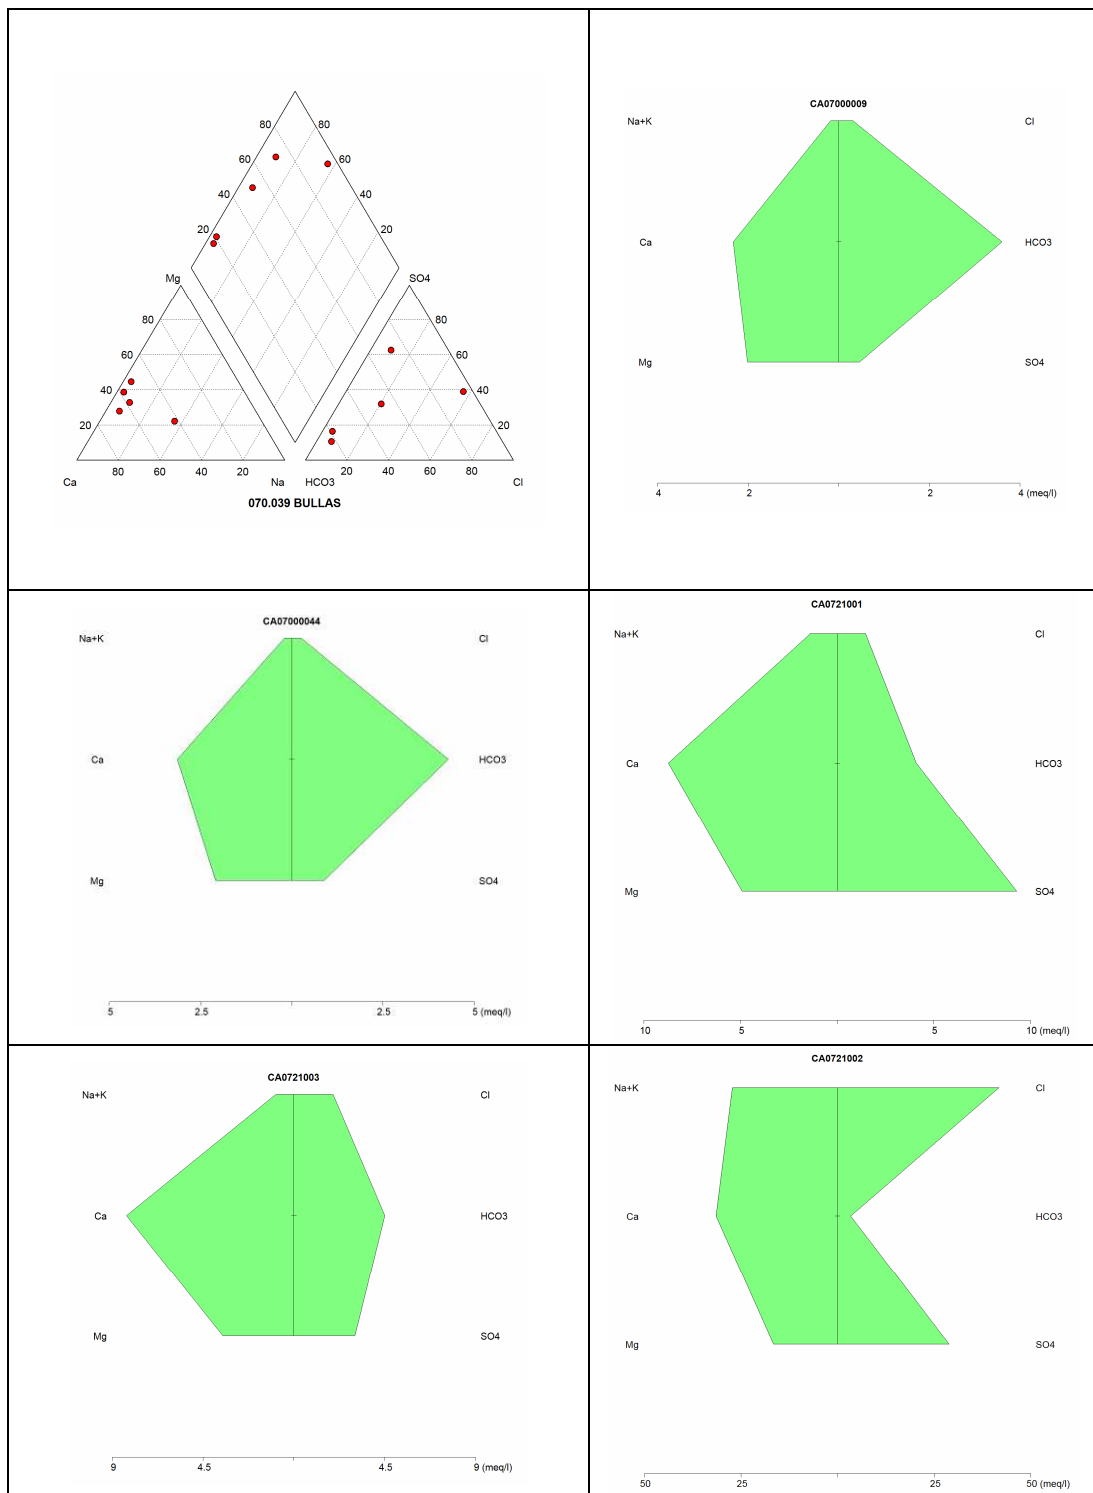 80 80
60 60
40 40
20 20
Mg SO4
80 80
60 60
40 40
20 20
80 60 40 20 20 40 60 80
Ca Na HCO3 Cl
070.039 BULLAS
CA07000009
Na+K Cl
Ca HCO3
Mg SO4
4 2 2 4 (meq/l)
CA07000044
Na+K Cl
Ca HCO3
Mg SO4
5 2.5 2.5 5 (meq/l)
CA0721001
Na+K Cl
Ca HCO3
Mg SO4
10 5 5 10 (meq/l)
CA0721003
Na+K Cl
Ca HCO3
Mg SO4
9 4.5 4.5 9 (meq/l)
CA0721002
Na+K Cl
Ca HCO3
Mg SO4
50 25 25 50 (meq/l)